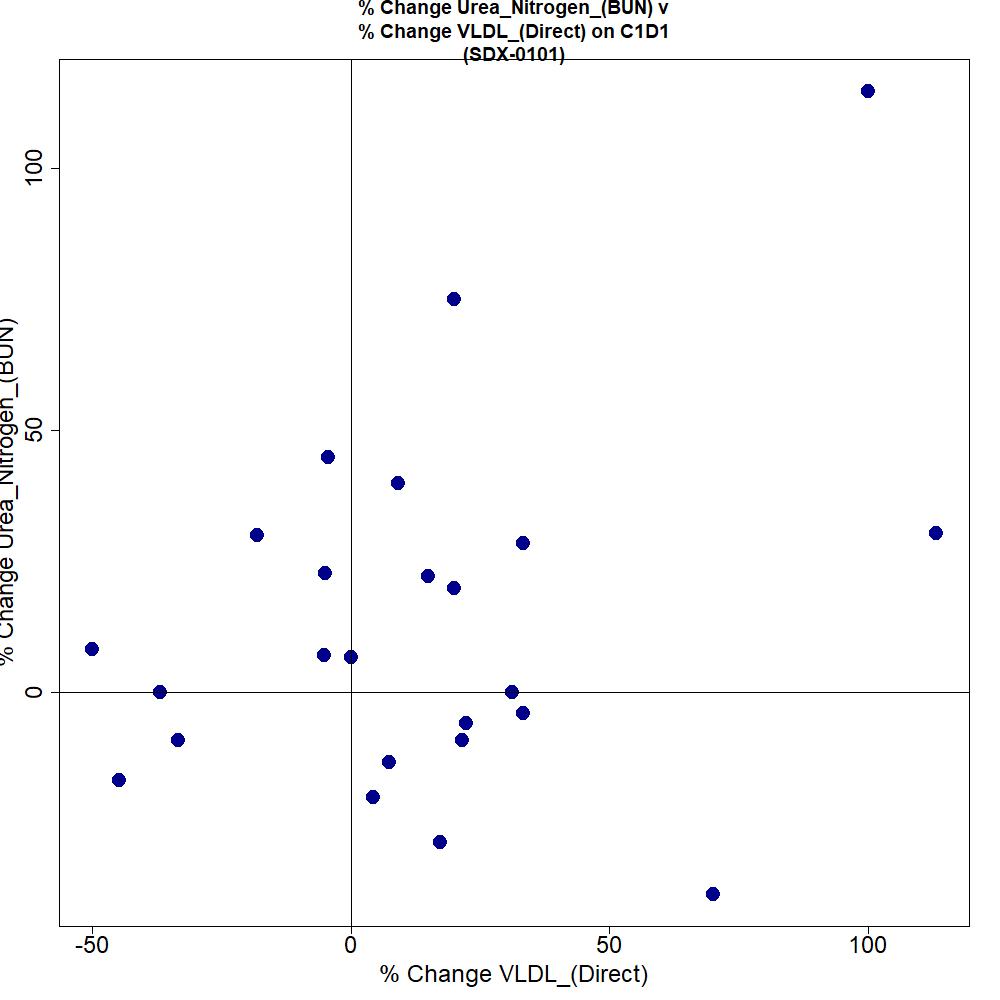 % Change Urea_Nitrogen_(BUN) v
% Change VLDL_(Direct) on C1D1
(SDX-0101)
% Change Urea_Nitrogen_(BUN)
100
50
0
-50
0
50
100
% Change VLDL_(Direct)